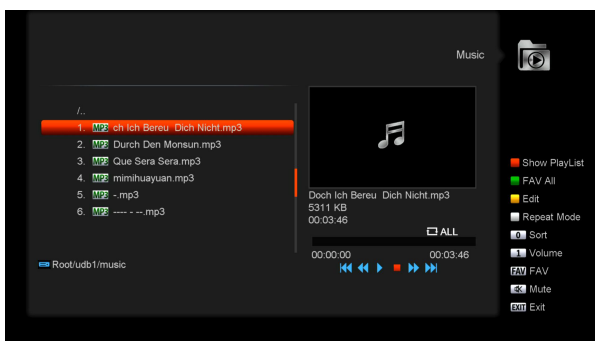 Music
/..
1. MP3 ch Ich Bereu Dich Nicht.mp3
2. MP3 Durch Den Monsun.mp3
3. MP3 Que Sera Sera.mp3
4. MP3 mimihuayuan.mp3
5. MP3 -.mp3
6. MP3 ---- - --.mp3
Root/udb1/music
Doch Ich Bereu Dich Nicht.mp3
5311 KB
00:03:46
ALL
00:00:00 00:03:46
Show PlayList
FAV All
Edit
Repeat Mode
0 Sort
1 Volume
FAV FAV
Mute
EXIT Exit